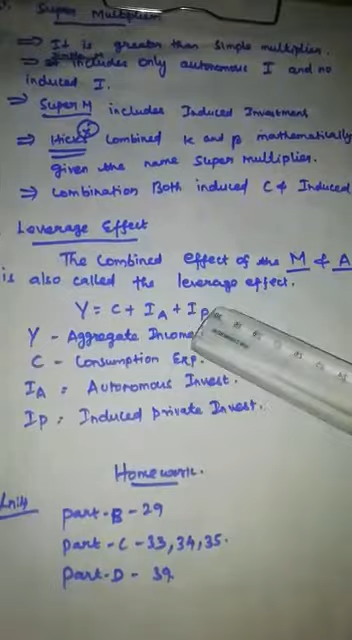 Super Multiplier
⇒ It is greater than simple multiplier.
⇒ includes only autonomous I and no
induced I.
⇒ Super M includes Induced Investment
⇒ Hicks combined k and β mathematically
given the name Super multiplier.
⇒ Combination Both induced C & Induced
Leverage Effect
The Combined effect of the M & A
is also called the leverage effect.
Y = C + IA + IP
Y - Aggregate Income
C - Consumption Exp.
IA : Autonomous Invest.
Ip : Induced private Invest.
Homework.
Part-B - 29
Part - C - 33, 34, 35.
Part-D - 39